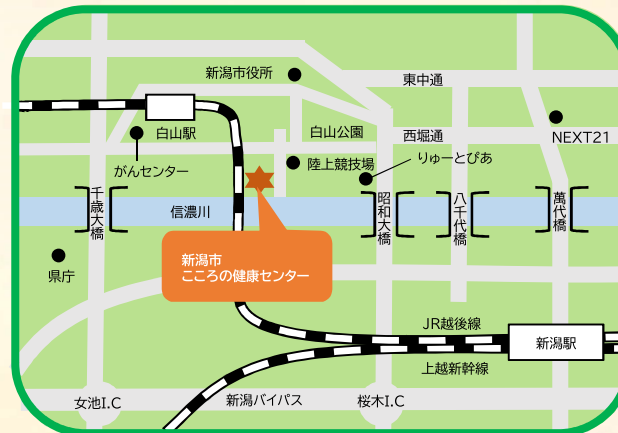 新潟市役所
東中通
白山駅
白山公園
西堀通
NEXT21
がんセンター
陸上競技場
りゅーとぴあ
千歳大橋
信濃川
昭和大橋
八千代橋
萬代橋
新潟市
こころの健康センター
県庁
JR越後線
新潟駅
上越新幹線
女池I.C
新潟バイパス
桜木I.C